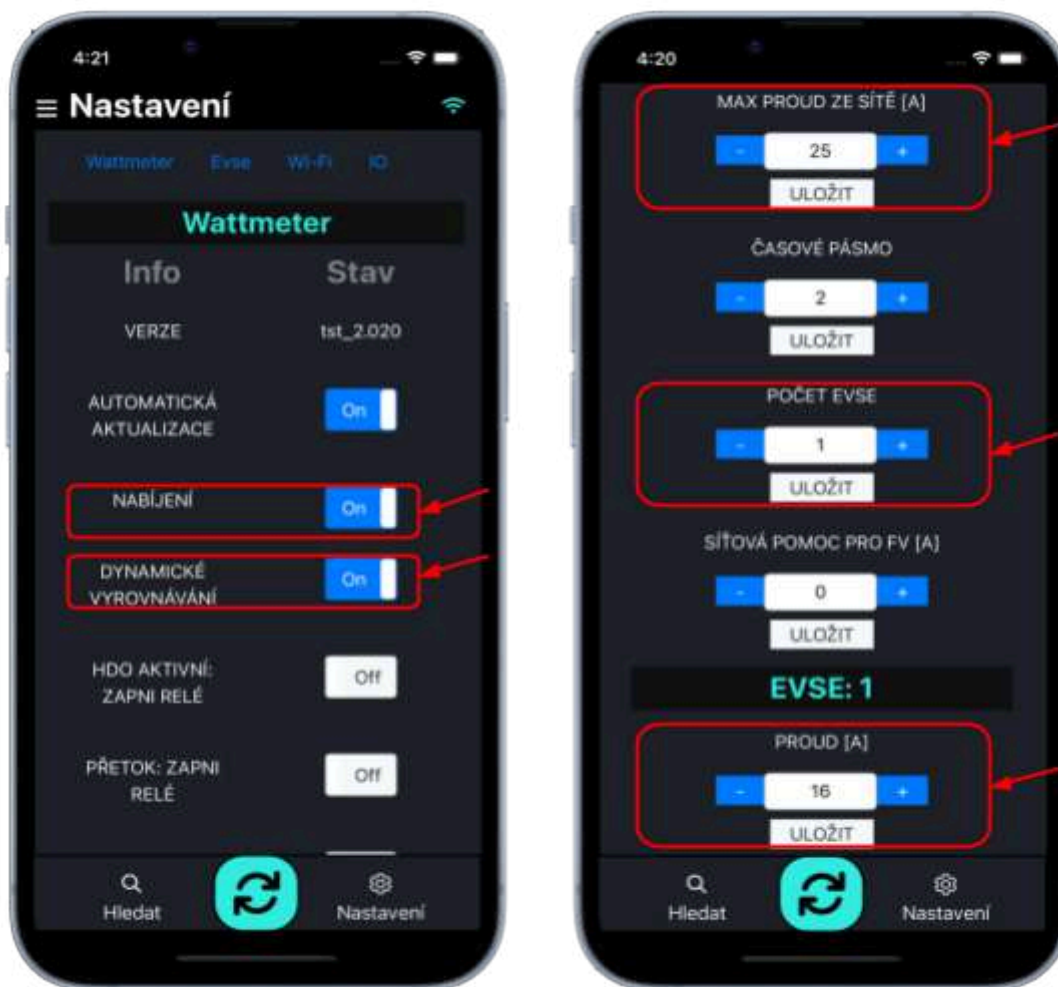 4:21
Nastavení
Wattmeter Evse Wi-Fi IO
Wattmeter
Info Stav
VERZE tst_2.020
AUTOMATICKÁ
AKTUALIZACE
On
NABÍJENÍ On
DYNAMICKÉ
VYROVNÁVÁNÍ
On
HDO AKTIVNÍ:
ZAPNI RELÉ
Off
PŘETOK: ZAPNI
RELÉ
Off
Hledat Nastavení
4:20
MAX PROUD ZE SÍTĚ [A]
- 25 +
ULOŽIT
ČASOVÉ PÁSMO
- 2 +
ULOŽIT
POČET EVSE
- 1 +
ULOŽIT
SÍŤOVÁ POMOC PRO FV [A]
- 0 +
ULOŽIT
EVSE: 1
PROUD [A]
- 16 +
ULOŽIT
Hledat Nastavení